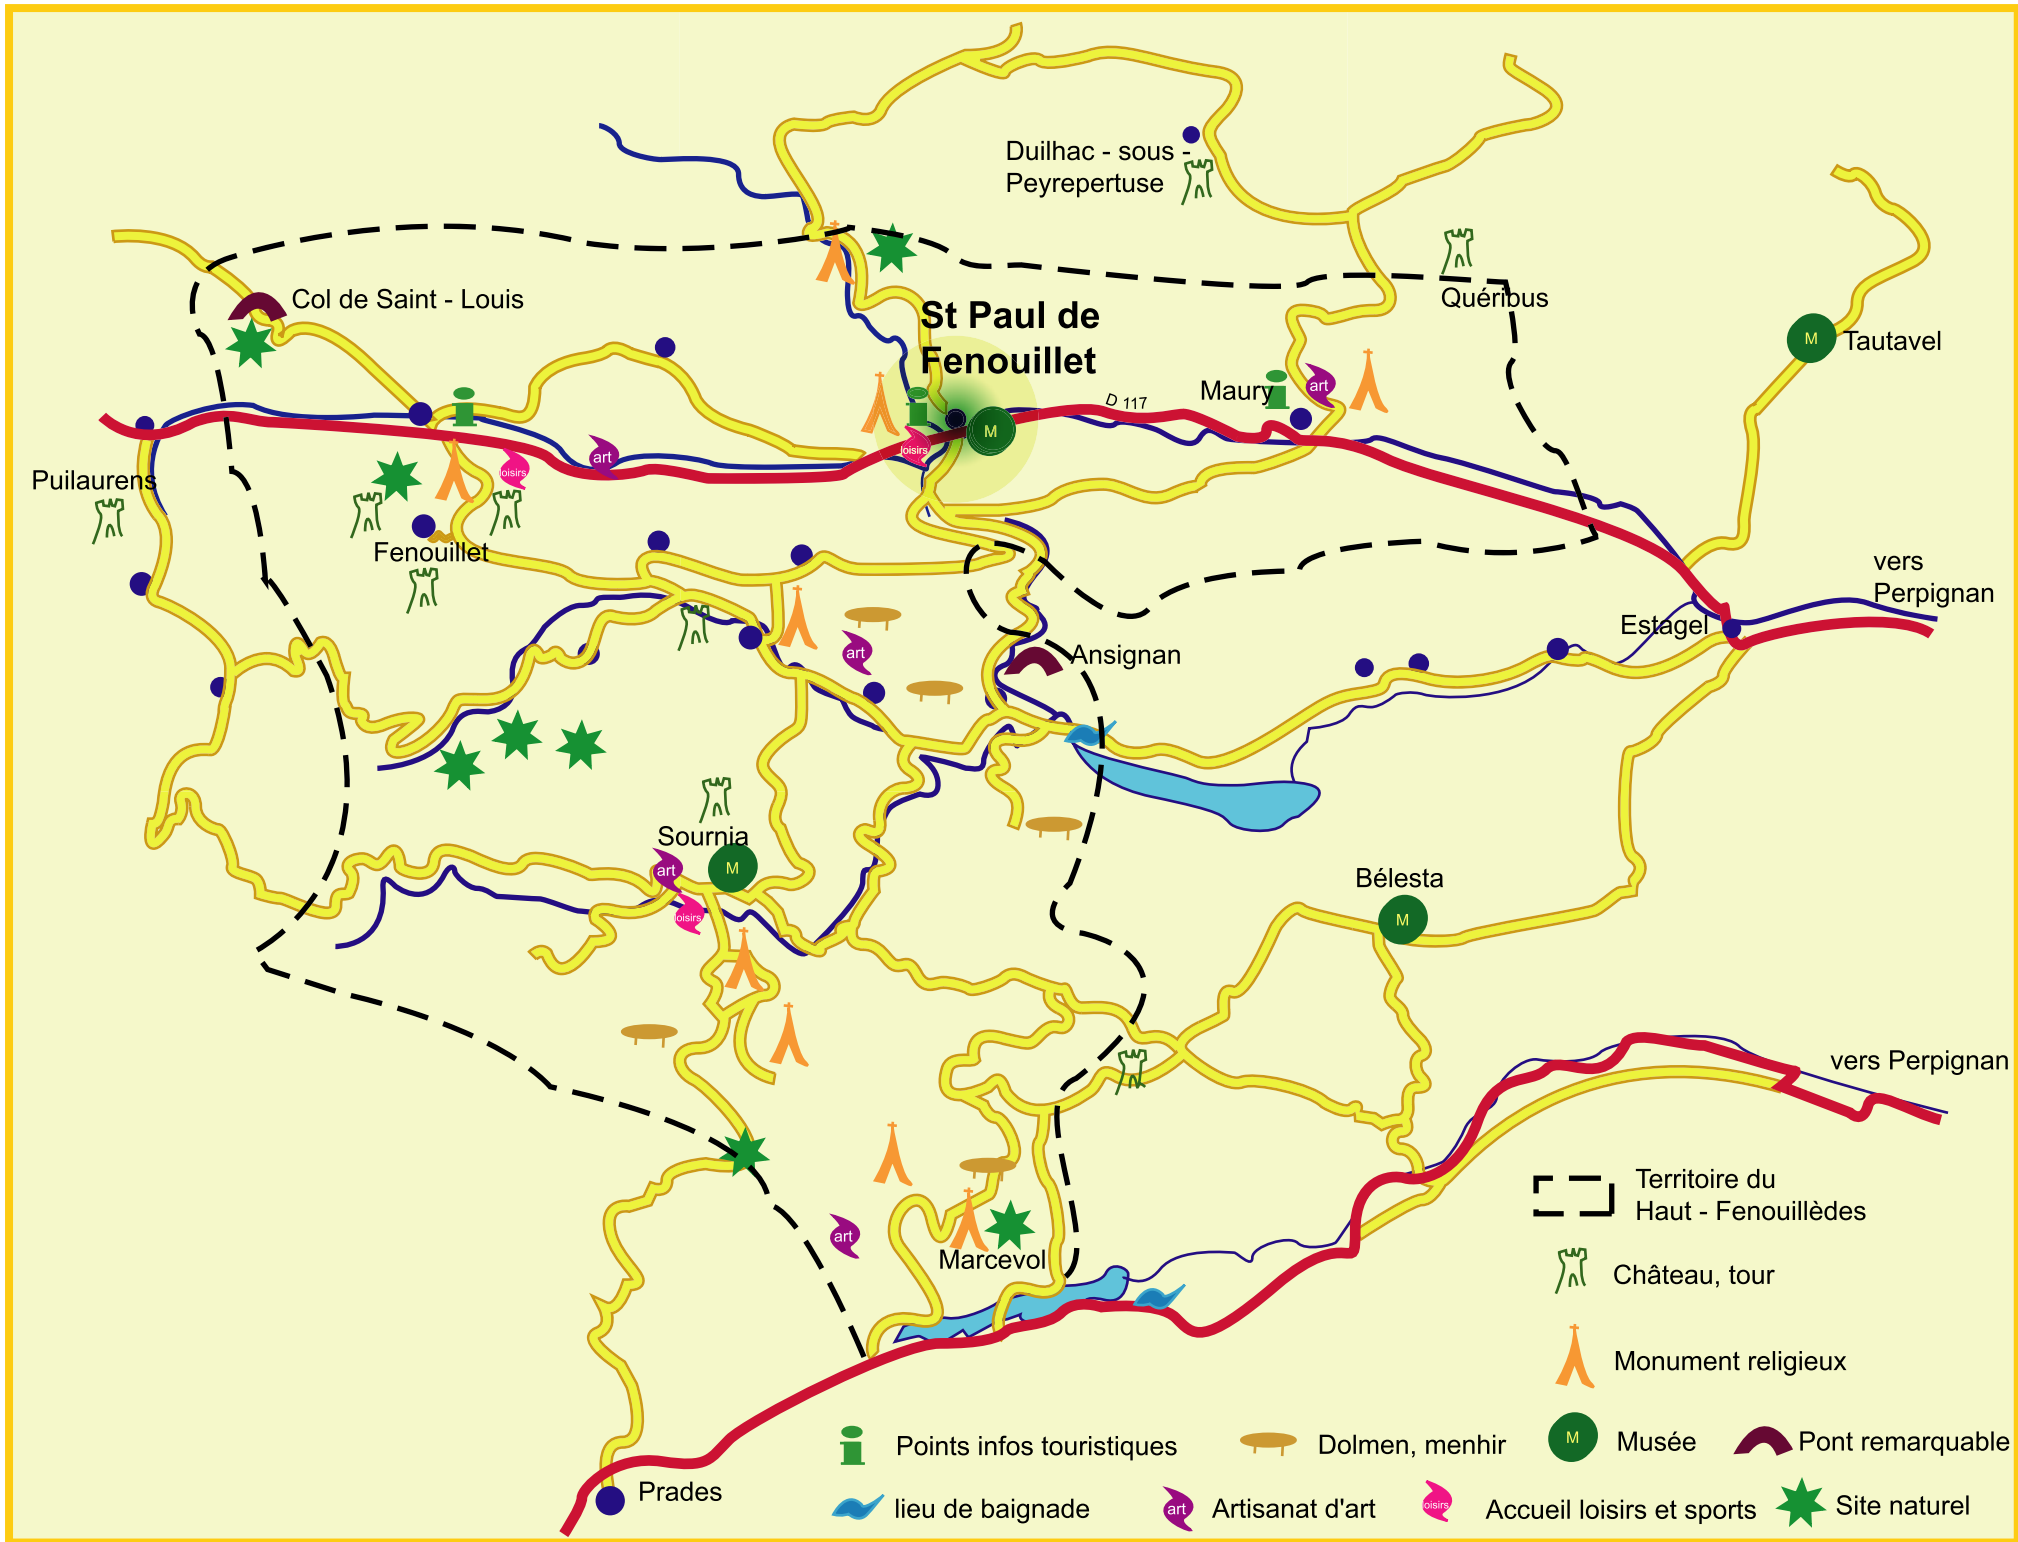 Duilhac - sous -
Peyrepertuse
Col de Saint - Louis
Quéribus
St Paul de
Fenouillet
Tautavel
Maury
art
D 117
M
M
loisirs
art
loisirs
Puilaurens
Fenouillet
vers
Perpignan
Estagel
art
Ansignan
Sournia
art
M
loisirs
Bélesta
M
vers Perpignan
Territoire du
Haut - Fenouillèdes
art
Marcevol
Château, tour
Monument religieux
Points infos touristiques
Dolmen, menhir
M
Musée
Pont remarquable
Prades
lieu de baignade
art
Artisanat d'art
loisirs
Accueil loisirs et sports
Site naturel